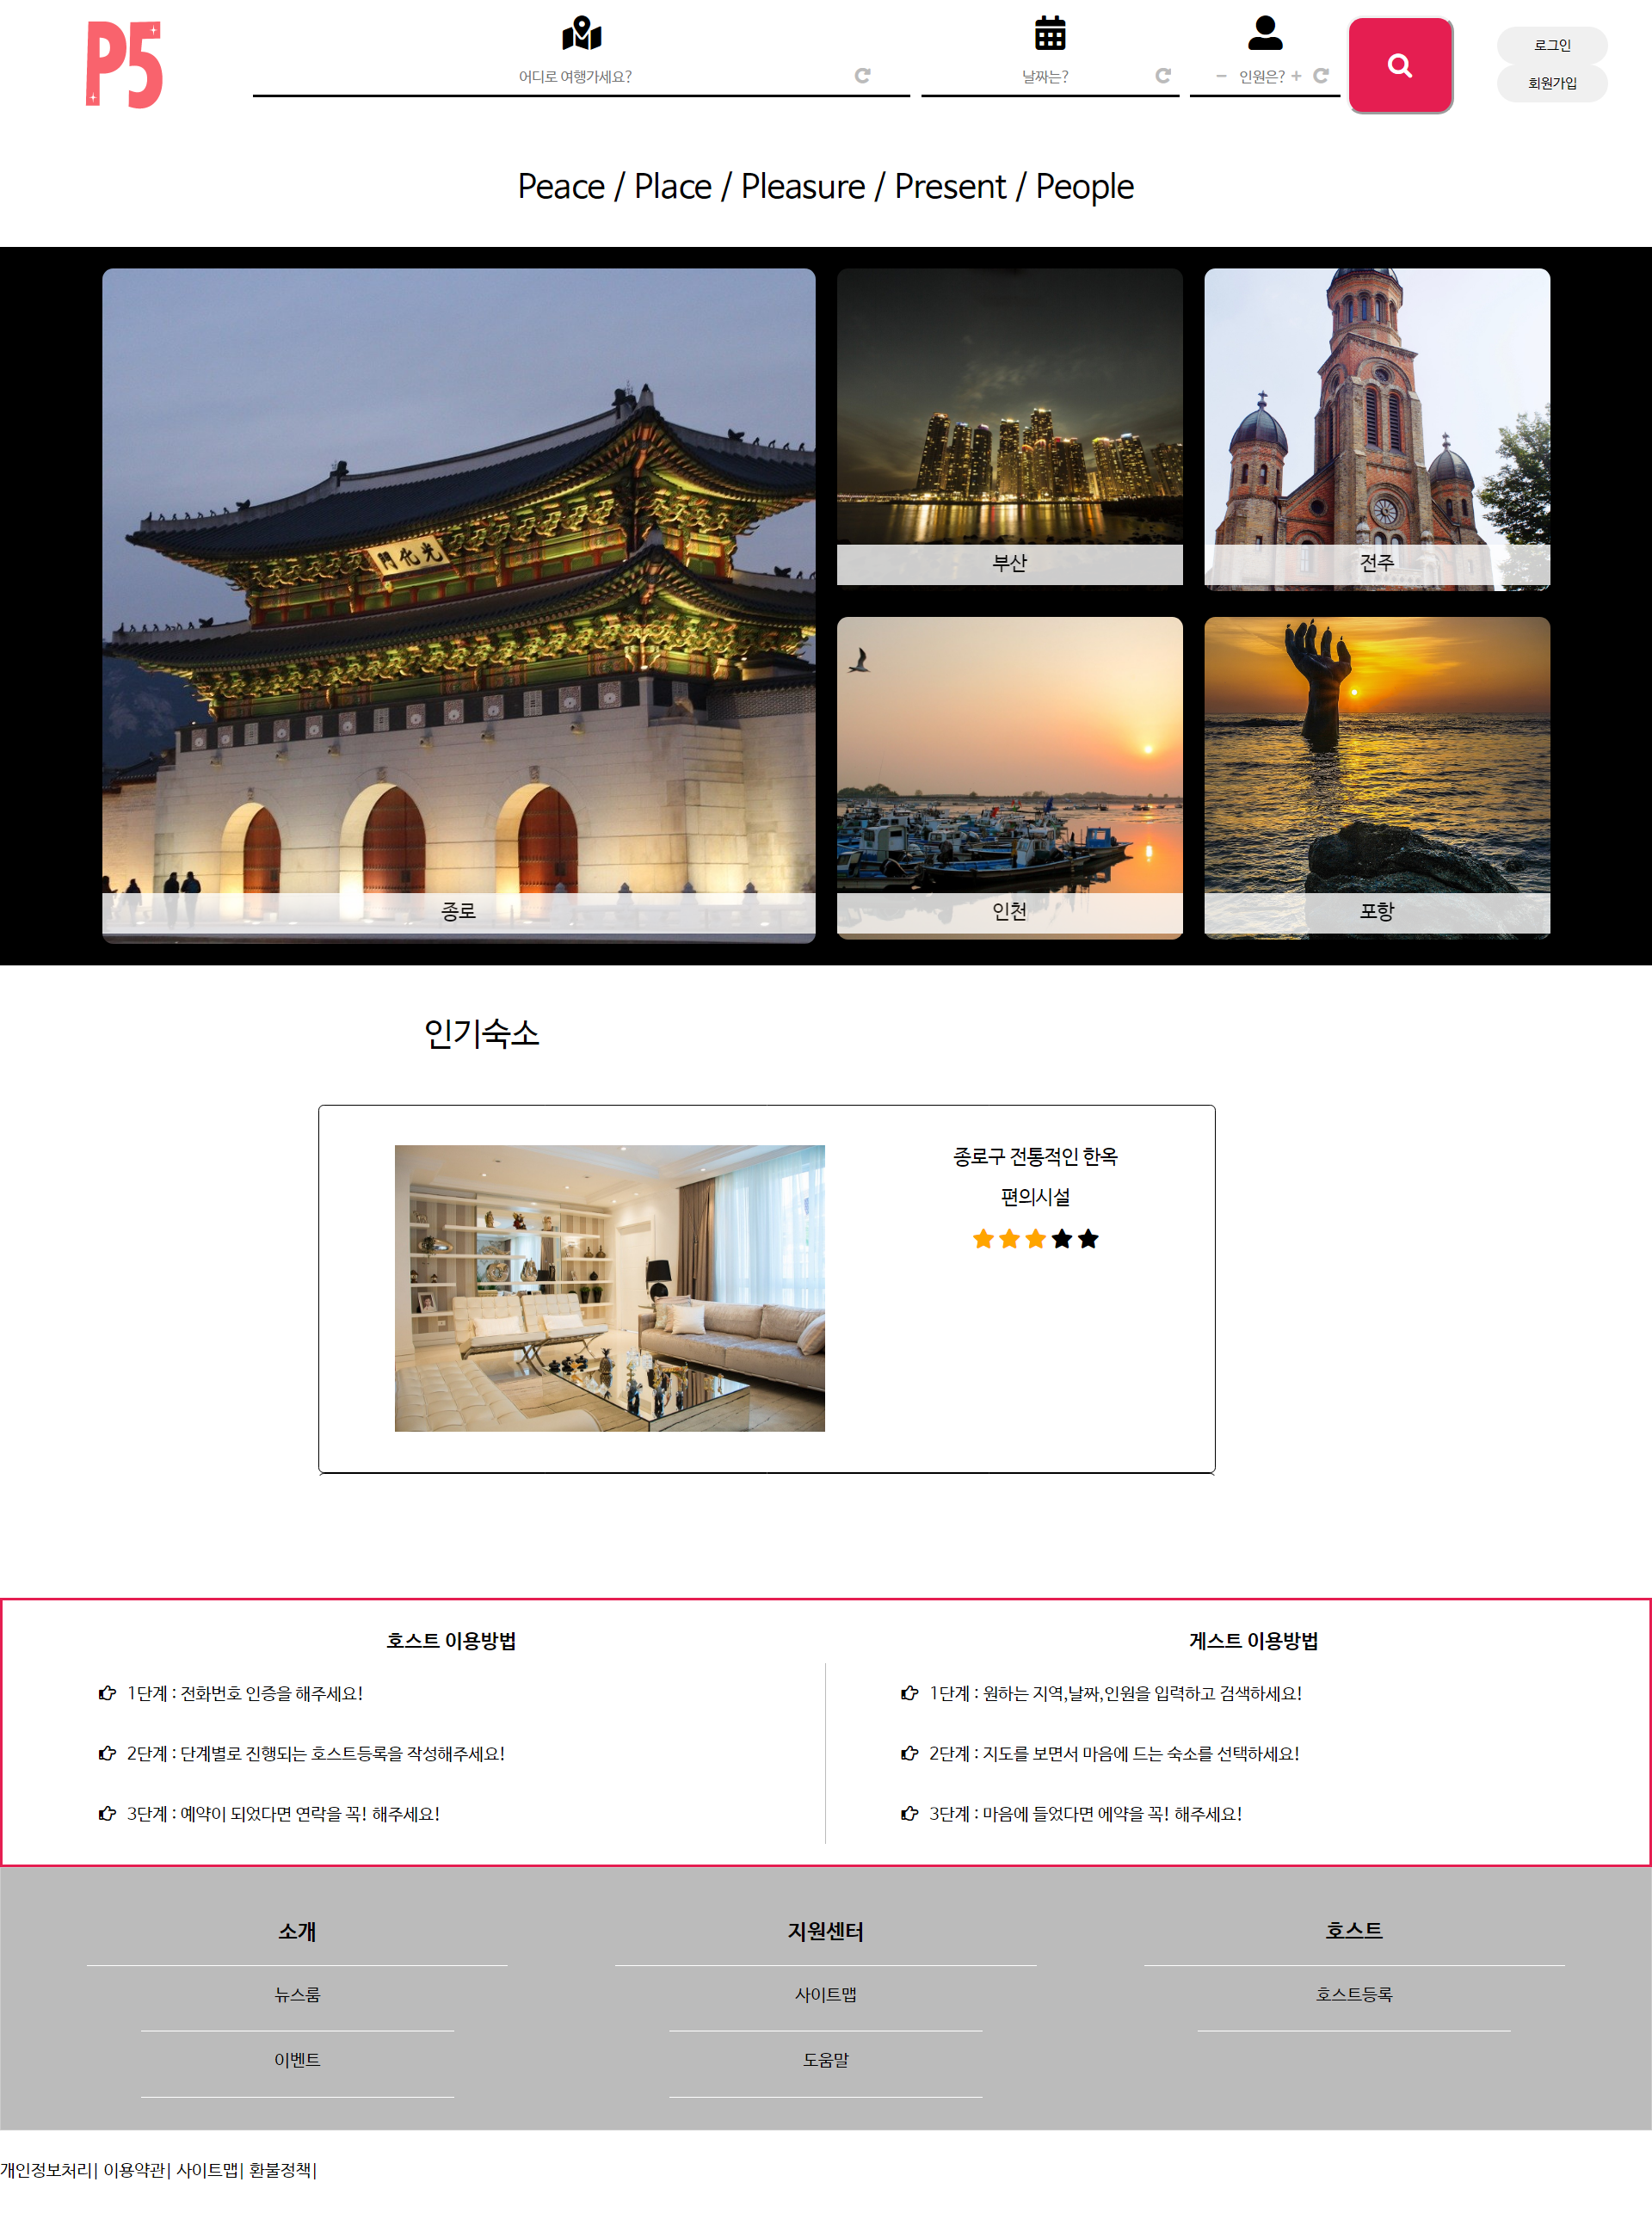 P5
어디로 여행가세요?
날짜는?
− 인원은? +
로그인
회원가입
Peace / Place / Pleasure / Present / People
門化光
종로
부산
전주
인천
포항
인기숙소
종로구 전통적인 한옥
편의시설
호스트 이용방법
1단계 : 전화번호 인증을 해주세요!
2단계 : 단계별로 진행되는 호스트등록을 작성해주세요!
3단계 : 예약이 되었다면 연락을 꼭! 해주세요!
게스트 이용방법
1단계 : 원하는 지역,날짜,인원을 입력하고 검색하세요!
2단계 : 지도를 보면서 마음에 드는 숙소를 선택하세요!
3단계 : 마음에 들었다면 에약을 꼭! 해주세요!
소개
뉴스룸
이벤트
지원센터
사이트맵
도움말
호스트
호스트등록
개인정보처리| 이용약관| 사이트맵| 환불정책|